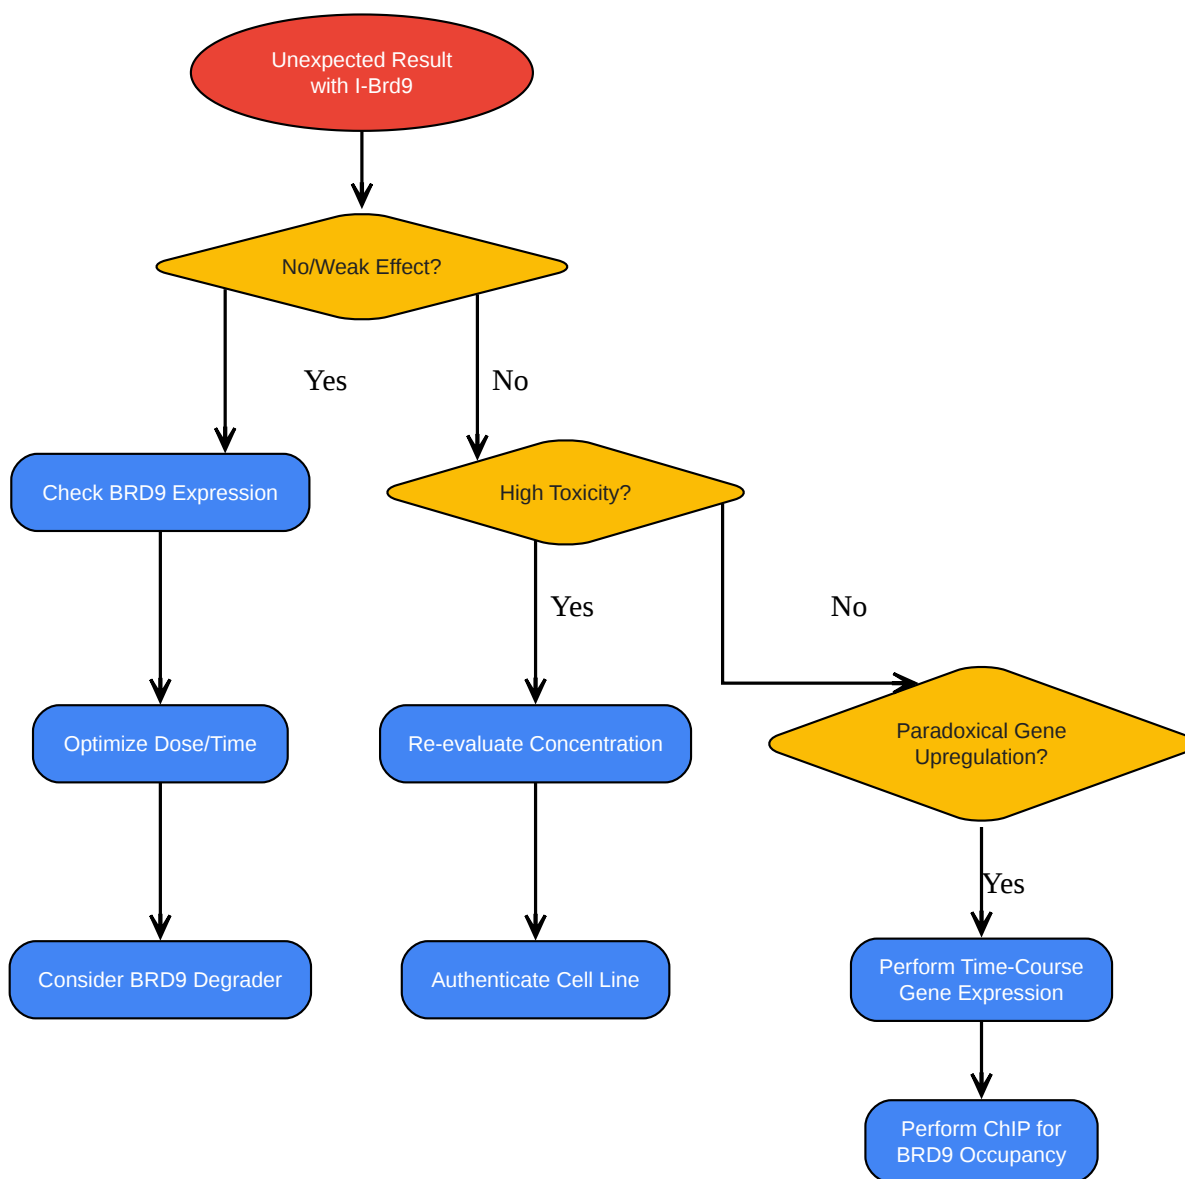 Unexpected Result
with I-Brd9
No/Weak Effect?
Yes
No
Check BRD9 Expression
High Toxicity?
Yes
No
Optimize Dose/Time
Re-evaluate Concentration
Paradoxical Gene
Upregulation?
Yes
Consider BRD9 Degrader
Authenticate Cell Line
Perform Time-Course
Gene Expression
Perform ChIP for
BRD9 Occupancy